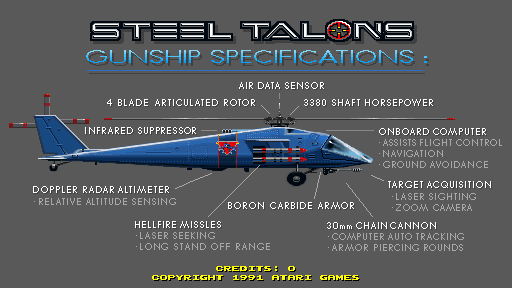 STEEL TALONS
GUNSHIP SPECIFICATIONS:
AIR DATA SENSOR
4 BLADE ARTICULATED ROTOR
3380 SHAFT HORSEPOWER
INFRARED SUPPRESSOR
ONBOARD COMPUTER
·ASSISTS FLIGHT CONTROL
·NAVIGATION
·GROUND AVOIDANCE
DOPPLER RADAR ALTIMETER
·RELATIVE ALTITUDE SENSING
TARGET ACQUISITION
·LASER SIGHTING
·ZOOM CAMERA
BORON CARBIDE ARMOR
HELLFIRE MISSLES
·LASER SEEKING
·LONG STAND OFF RANGE
30mm CHAIN CANNON
·COMPUTER AUTO TRACKING
·ARMOR PIERCING ROUNDS
CREDITS: 0
COPYRIGHT 1991 ATARI GAMES